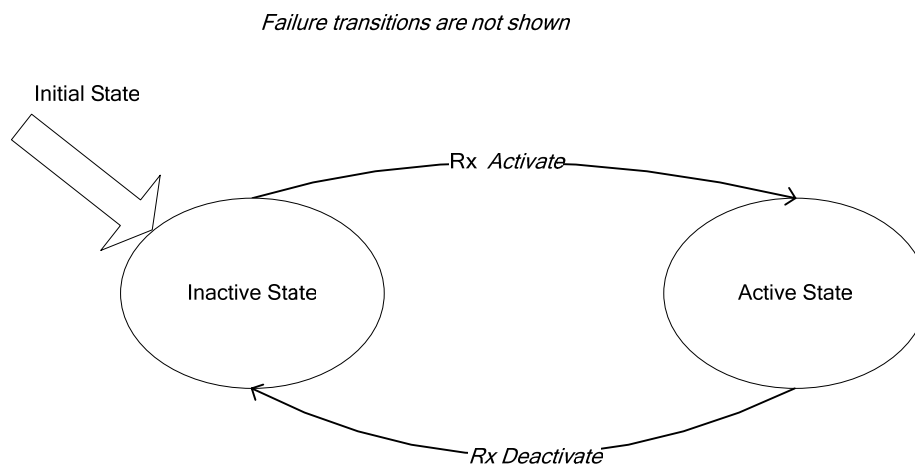 Failure transitions are not shown
Initial State
Rx Activate
Inactive State
Active State
Rx Deactivate